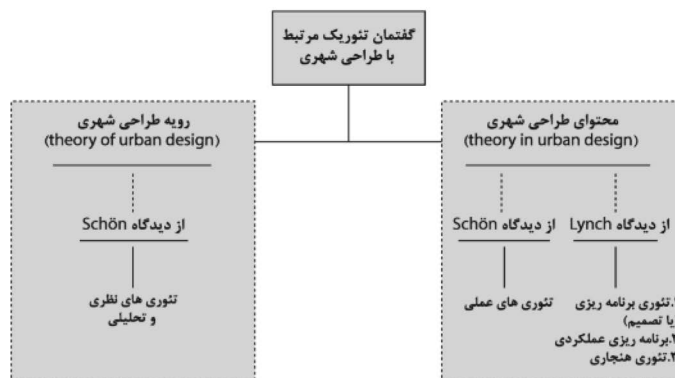 گفتمان تئوریک مرتبط
با طراحی شهری
محتوای طراحی شهری
(theory in urban design)
از دیدگاه Lynch
.تئوری برنامه ریزی
یا تصمیم)
.برنامه ریزی عملکردی
.تئوری هنجاری
از دیدگاه Schön
تئوری های عملی
رویه طراحی شهری
(theory of urban design)
از دیدگاه Schön
تئوری های نظری
و تحلیلی